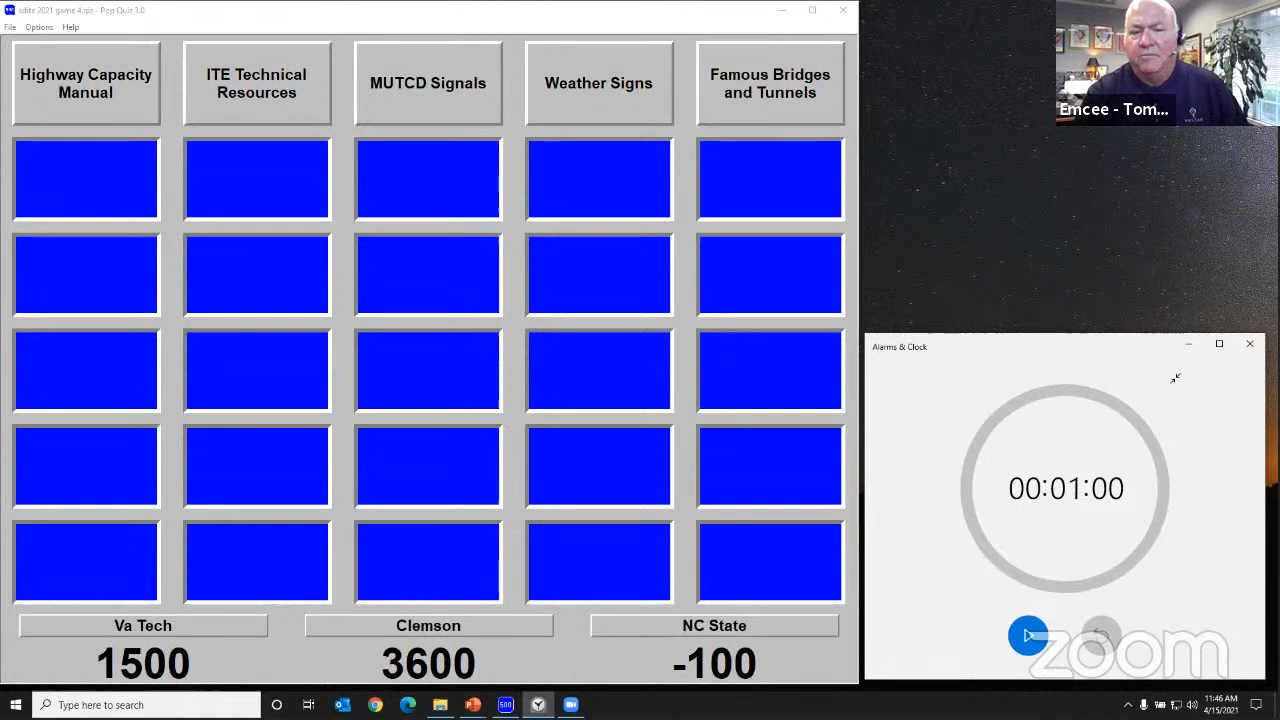 sdite 2021 game 4.qiz - Pop Quiz 3.0
File Options Help
Highway Capacity
Manual
ITE Technical
Resources
MUTCD Signals
Weather Signs
Famous Bridges
and Tunnels
Emcee - Tom...
Alarms & Clock
00:01:00
Va Tech
Clemson
NC State
1500
3600
-100
zoom
Type here to search
500
11:46 AM
4/15/2021